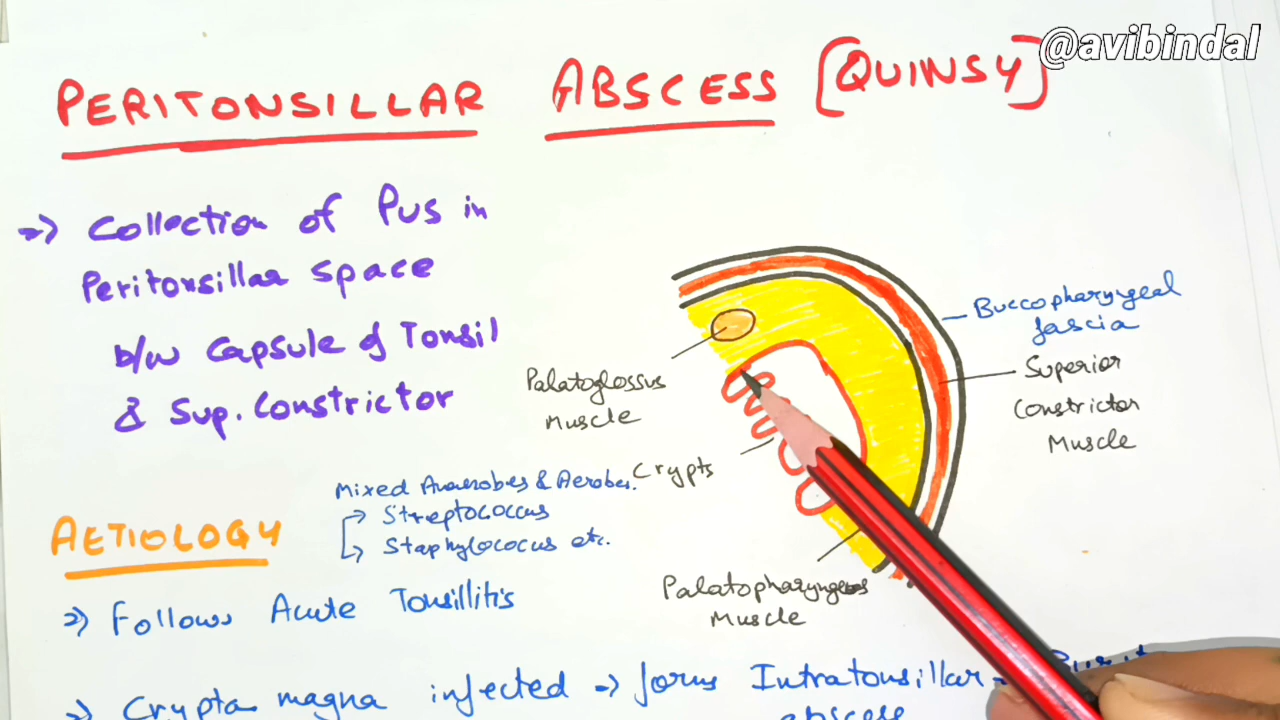 @avibindal
PERITONSILLAR ABSCESS [QUINSY]
=> Collection of Pus in
Peritonsillar space
b/w Capsule of Tonsil
& Sup. Constrictor
Buccopharyngeal
fascia
Superior
Constrictor
Muscle
Palatoglossus
Muscle
Crypts
Palatopharyngeus
Muscle
AETIOLOGY
Mixed Anaerobes & Aerobes.
→ Streptococcus
→ Staphylococus etc.
=> Follows Acute Tonsillitis
=> Crypta magna infected → forms Intratonsillar →
abscess